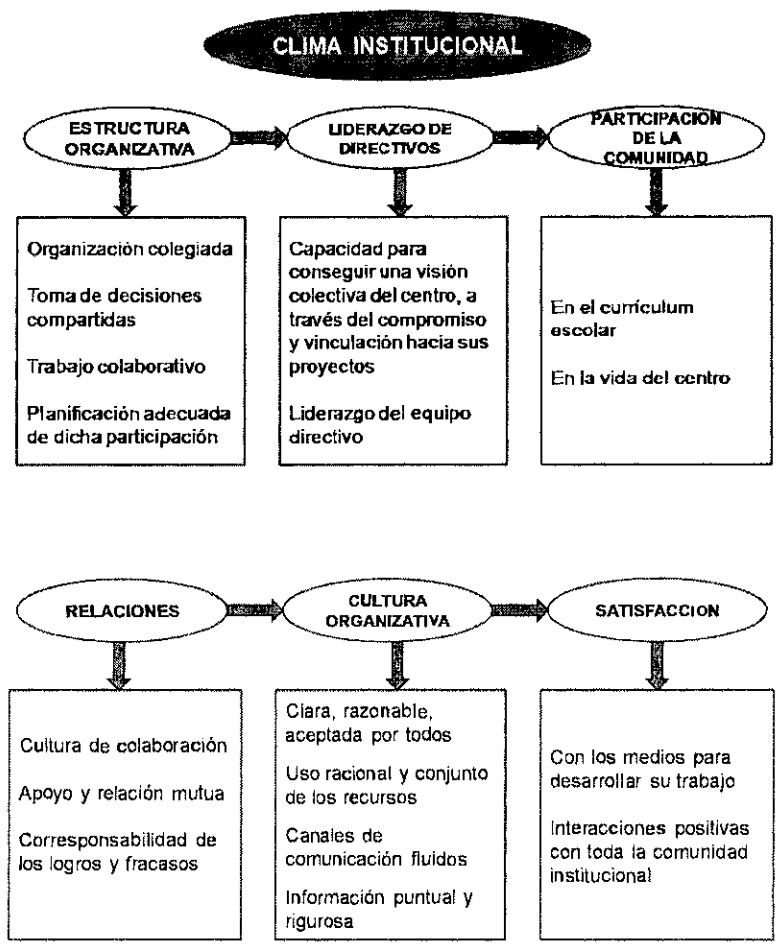 CLIMA INSTITUCIONAL
ESTRUCTURA
ORGANIZATIVA
LIDERAZGO DE
DIRECTIVOS
PARTICIPACION
DE LA
COMUNIDAD
Organización colegiada
Toma de decisiones
compartidas
Trabajo colaborativo
Planificación adecuada
de dicha participación
Capacidad para
conseguir una visión
colectiva del centro, a
través del compromiso
y vinculación hacia sus
proyectos
Liderazgo del equipo
directivo
En el currículum
escolar
En la vida del centro
RELACIONES
CULTURA
ORGANIZATIVA
SATISFACCION
Cultura de colaboración
Apoyo y relación mutua
Corresponsabilidad de
los logros y fracasos
Clara, razonable,
aceptada por todos
Uso racional y conjunto
de los recursos
Canales de
comunicación fluidos
Información puntual y
rigurosa
Con los medios para
desarrollar su trabajo
Interacciones positivas
con toda la comunidad
institucional